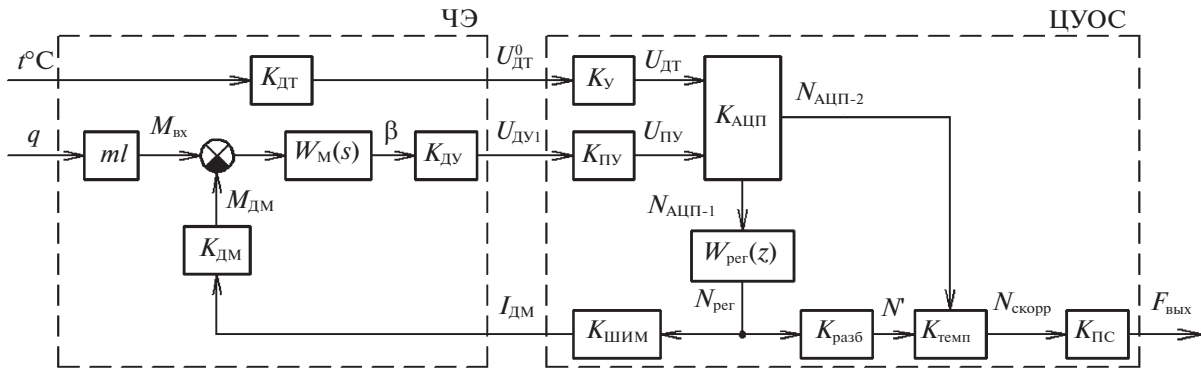 ЧЭ
ЦУОС
t°C
K_ДТ
U⁰_ДТ
K_У
U_ДТ
K_АЦП
N_АЦП-2
q
ml
M_вх
W_М(s)
β
K_ДУ
U_ДУ1
K_ПУ
U_ПУ
M_ДМ
N_АЦП-1
K_ДМ
W_рег(z)
I_ДМ
K_ШИМ
N_рег
K_разб
N'
K_темп
N_скорр
K_ПС
F_вых